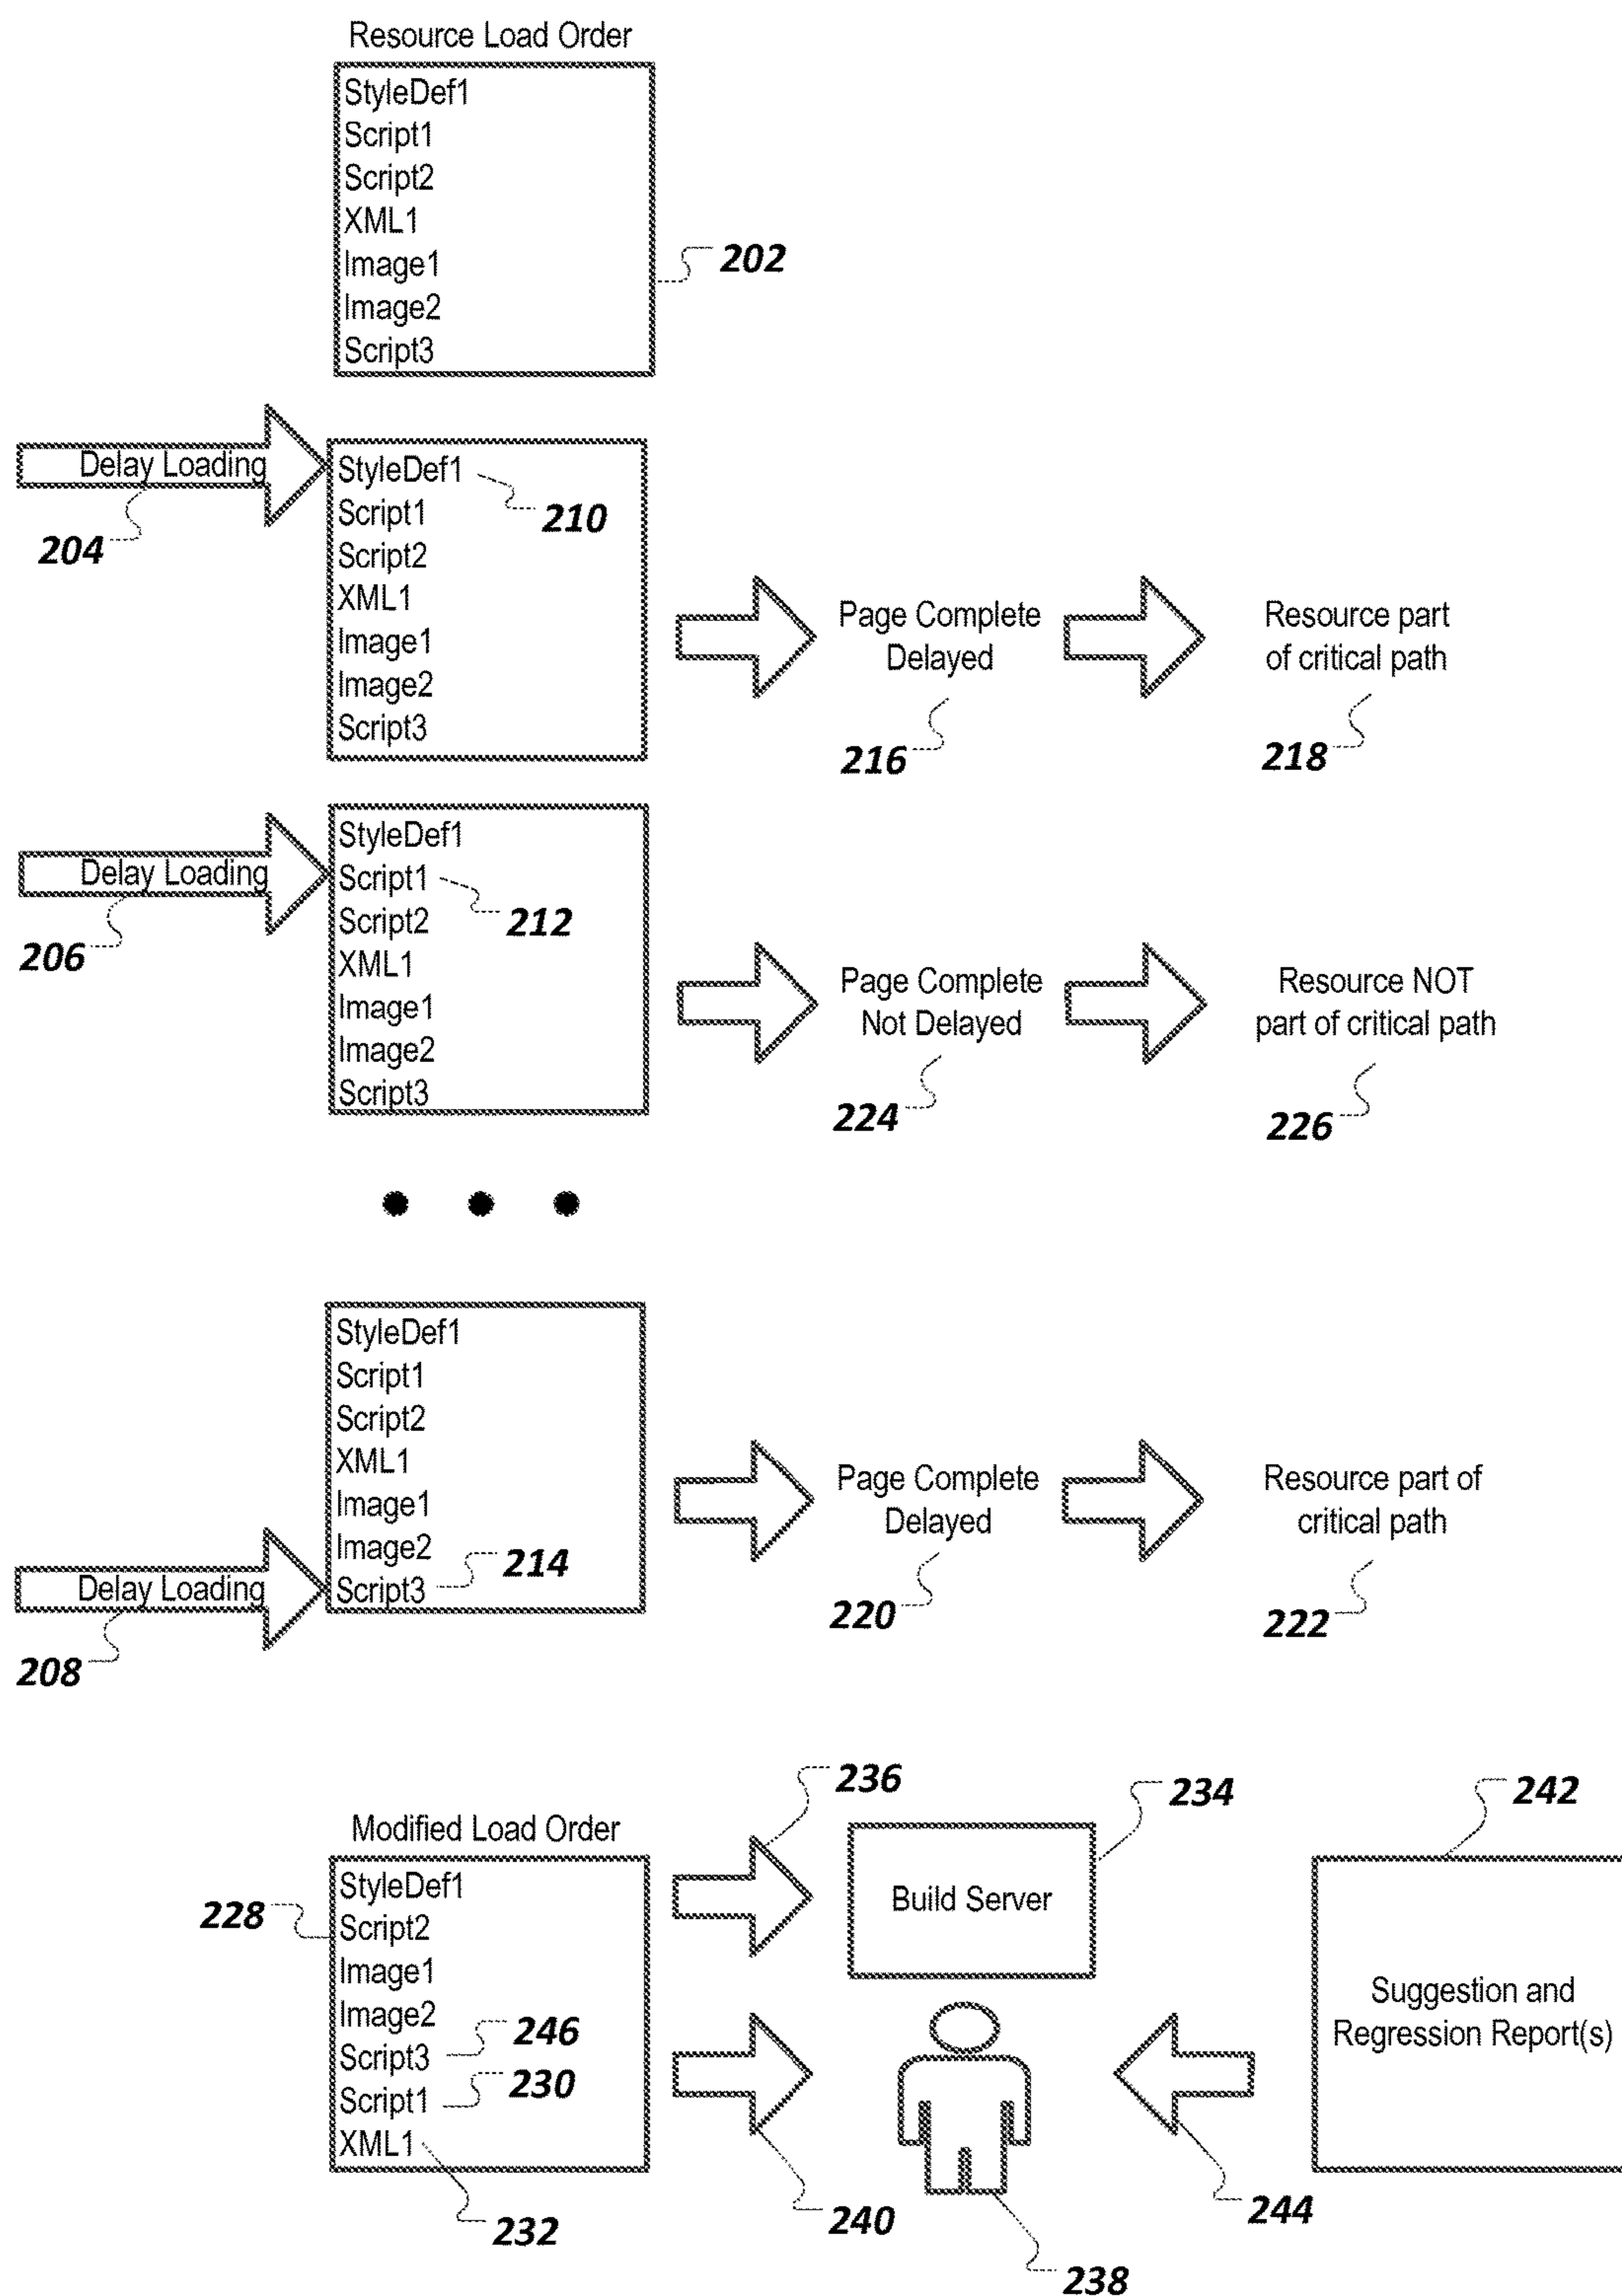 Resource Load Order
StyleDef1
Script1
Script2
XML1
Image1
Image2
Script3
202
Delay Loading
204
StyleDef1
210
Script1
Script2
XML1
Image1
Image2
Script3
Page Complete
Delayed
216
Resource part
of critical path
218
Delay Loading
206
StyleDef1
Script1
212
Script2
XML1
Image1
Image2
Script3
Page Complete
Not Delayed
224
Resource NOT
part of critical path
226
StyleDef1
Script1
Script2
XML1
Image1
Image2
Script3
214
Delay Loading
208
Page Complete
Delayed
220
Resource part of
critical path
222
Modified Load Order
228
StyleDef1
Script2
Image1
Image2
Script3
246
Script1
230
XML1
232
236
Build Server
234
240
238
242
Suggestion and
Regression Report(s)
244